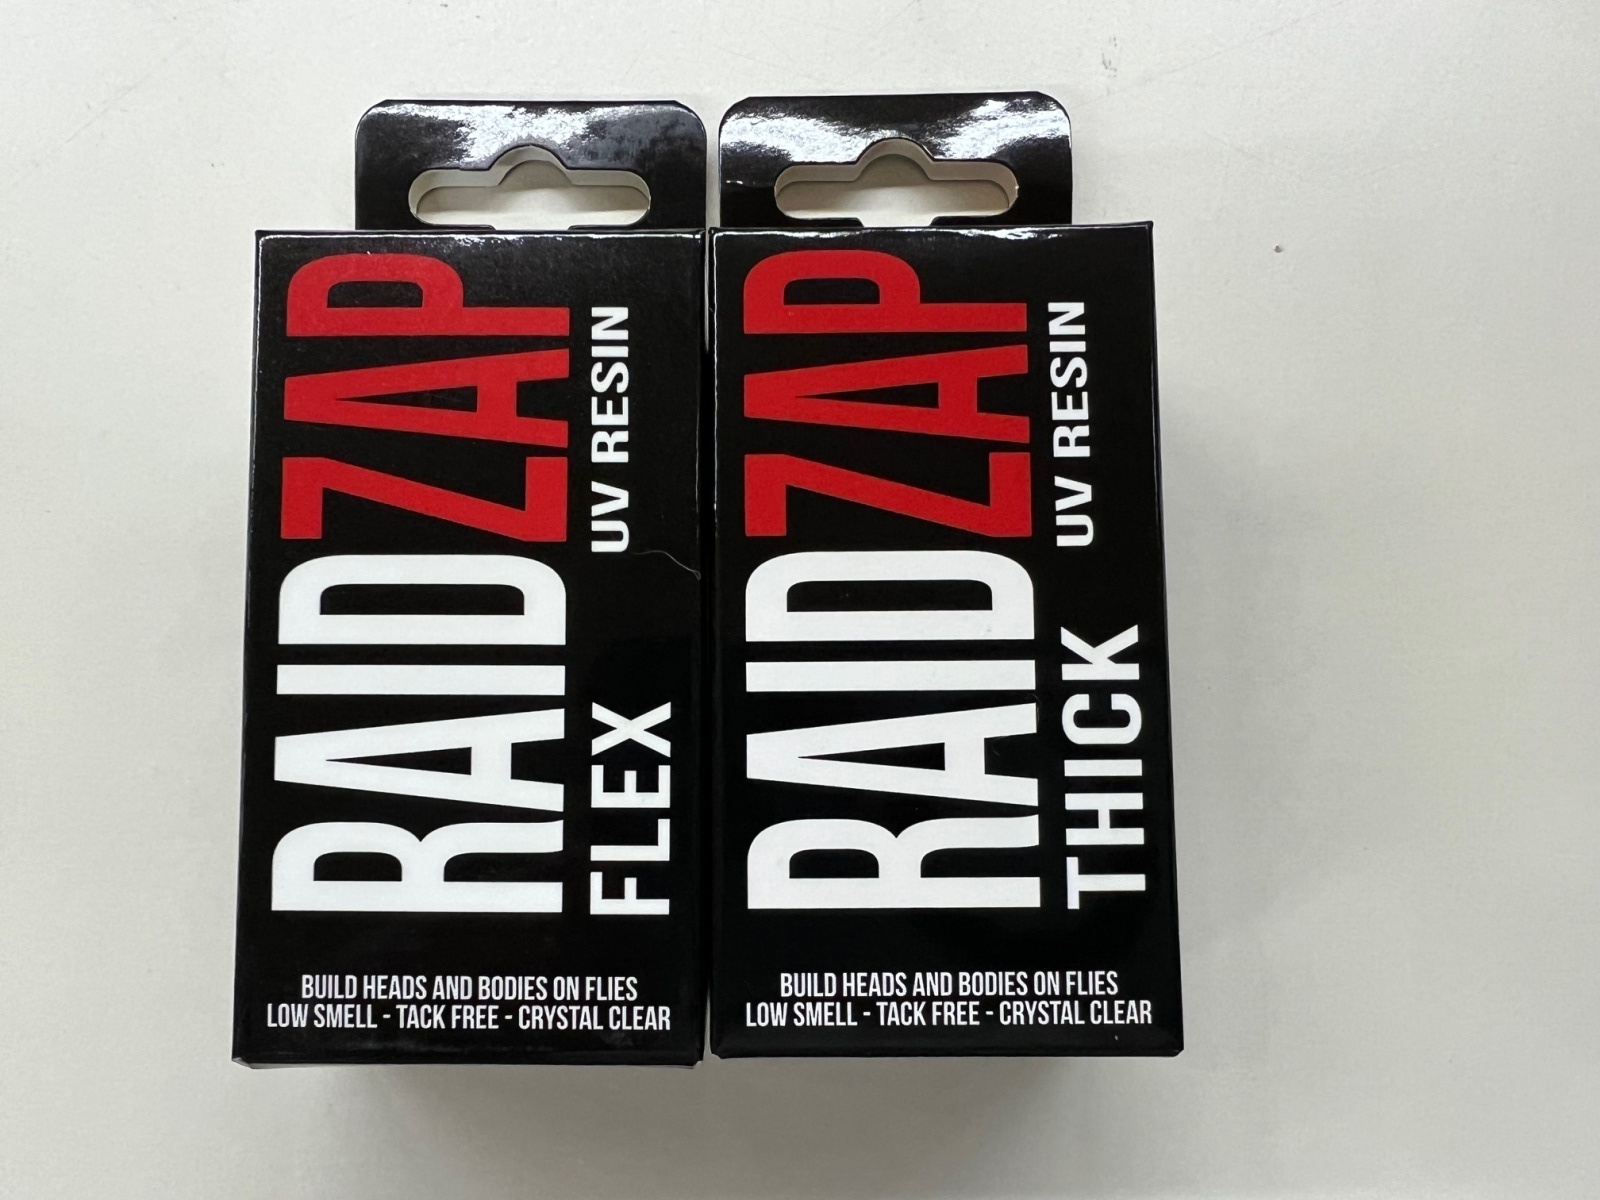 RAIDZAP
FLEX UV RESIN
BUILD HEADS AND BODIES ON FLIES
LOW SMELL - TACK FREE - CRYSTAL CLEAR
RAIDZAP
THICK UV RESIN
BUILD HEADS AND BODIES ON FLIES
LOW SMELL - TACK FREE - CRYSTAL CLEAR